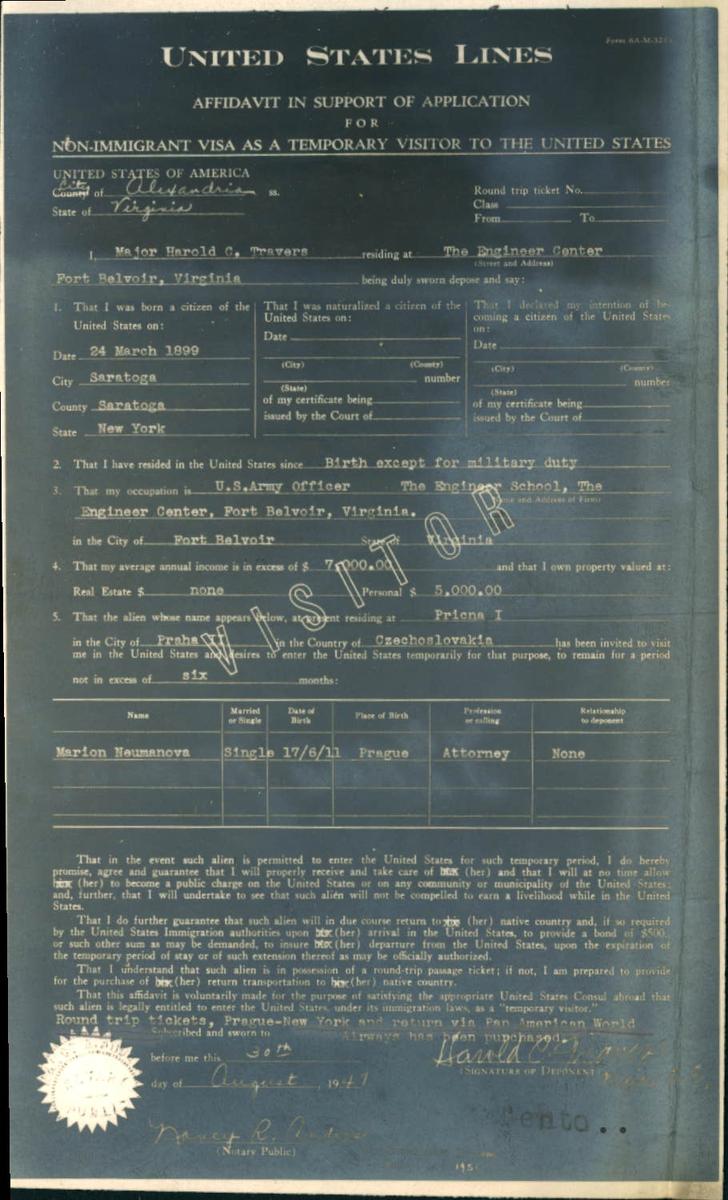 Form 6A-M-32
UNITED STATES LINES
AFFIDAVIT IN SUPPORT OF APPLICATION
FOR
NON-IMMIGRANT VISA AS A TEMPORARY VISITOR TO THE UNITED STATES
UNITED STATES OF AMERICA
City
County of Alexandria ss.
State of Virginia
Round trip ticket No.
Class
From To
I, Major Harold C. Travers residing at The Engineer Center
(Street and Address)
Fort Belvoir, Virginia being duly sworn depose and say:
1. That I was born a citizen of the
United States on:
Date 24 March 1899
City Saratoga
County Saratoga
State New York
That I was naturalized a citizen of the
United States on:
Date
(City) (County)
number
(State)
of my certificate being
issued by the Court of
That I declared my intention of be-
coming a citizen of the United States
on:
Date
(City) (County)
number
(State)
of my certificate being
issued by the Court of
2. That I have resided in the United States since Birth except for military duty
3. That my occupation is U.S.Army Officer The Engineer School, The
(Name and Address of Firm)
Engineer Center, Fort Belvoir, Virginia.
in the City of Fort Belvoir State of Virginia
4. That my average annual income is in excess of $ 7,000.00 and that I own property valued at:
Real Estate $ none Personal $ 5,000.00
5. That the alien whose name appears below, at present residing at Pricna I
in the City of Praha II in the Country of Czechoslovakia has been invited to visit
me in the United States and desires to enter the United States temporarily for that purpose, to remain for a period
not in excess of six months:
VISITOR
Name Married or Single Date of Birth Place of Birth Profession or calling Relationship to deponent
Marion Neumanova Single 17/6/11 Prague Attorney None
That in the event such alien is permitted to enter the United States for such temporary period, I do hereby
promise, agree and guarantee that I will properly receive and take care of him (her) and that I will at no time allow
him (her) to become a public charge on the United States or on any community or municipality of the United States;
and, further, that I will undertake to see that such alien will not be compelled to earn a livelihood while in the United
States.
That I do further guarantee that such alien will in due course return to his (her) native country and, if so required
by the United States Immigration authorities upon his (her) arrival in the United States, to provide a bond of $500.
or such other sum as may be demanded, to insure his (her) departure from the United States, upon the expiration of
the temporary period of stay or of such extension thereof as may be officially authorized.
That I understand that such alien is in possession of a round-trip passage ticket; if not, I am prepared to provide
for the purchase of his (her) return transportation to his (her) native country.
That this affidavit is voluntarily made for the purpose of satisfying the appropriate United States Consul abroad that
such alien is legally entitled to enter the United States, under its immigration laws, as a "temporary visitor."
Round trip tickets, Prague-New York and return via Pan American World
Airways has been purchased.
Subscribed and sworn to
before me this 30th
day of August, 1947
Harold C. Travers
(SIGNATURE OF DEPONENT)
Nancy R.
(Notary Public)
PUBLIC
195